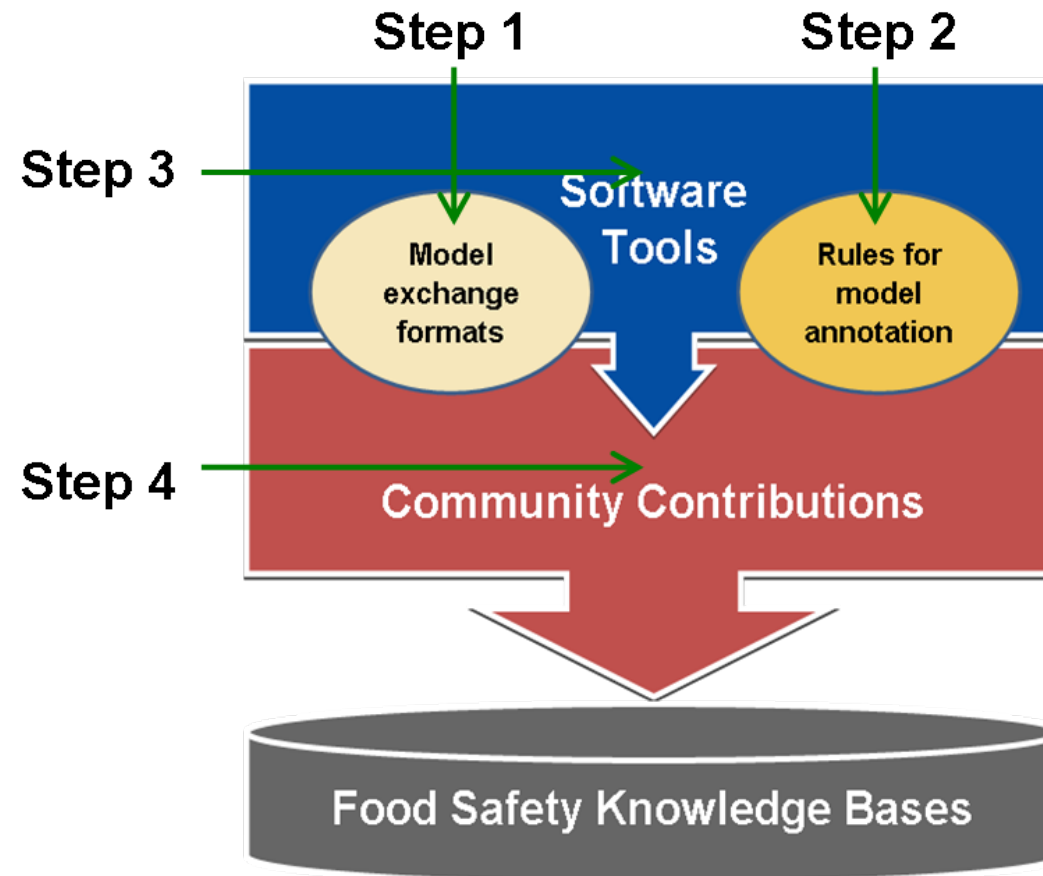 Step 1
Step 2
Step 3
Software
Tools
Model
exchange
formats
Rules for
model
annotation
Step 4
Community Contributions
Food Safety Knowledge Bases